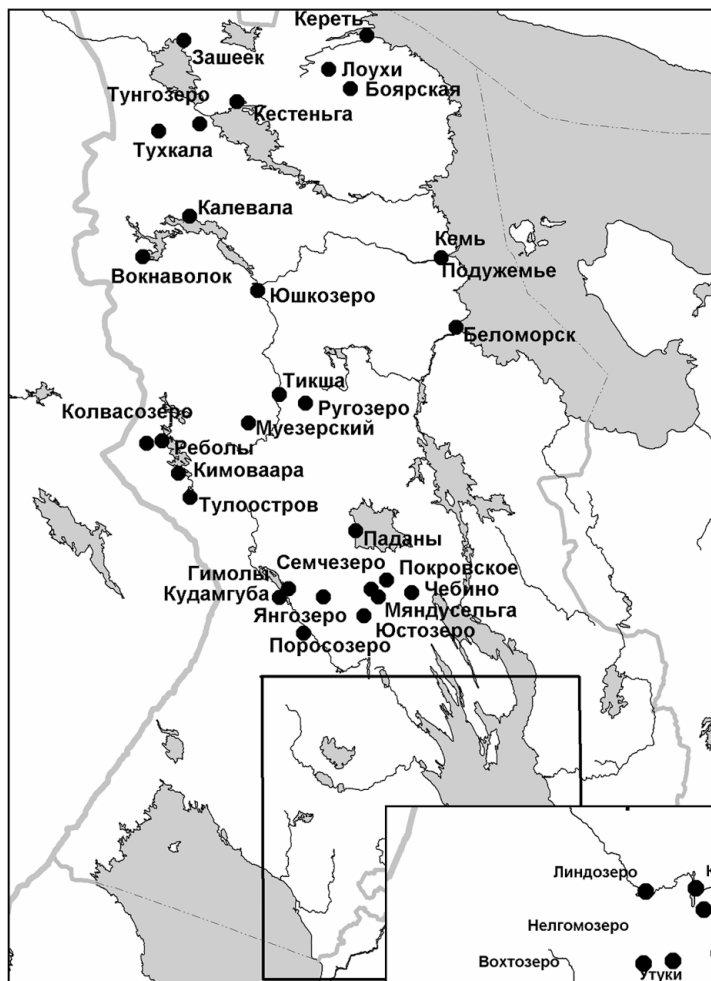 Кереть
Зашеек
Лоухи
Боярская
Тунгозеро
Кестеньга
Тухкала
Калевала
Кемь
Вокнаволок
Подужемье
Юшкозеро
Беломорск
Тикша
Ругозеро
Колвасозеро
Муезерский
Реболы
Кимоваара
Тулоостров
Паданы
Семчезеро
Покровское
Гимолы
Кудамгуба
Чебино
Янгозеро
Мяндусельга
Юстозеро
Поросозеро
Линдозеро
Нелгомозеро
Вохтозеро
Утуки